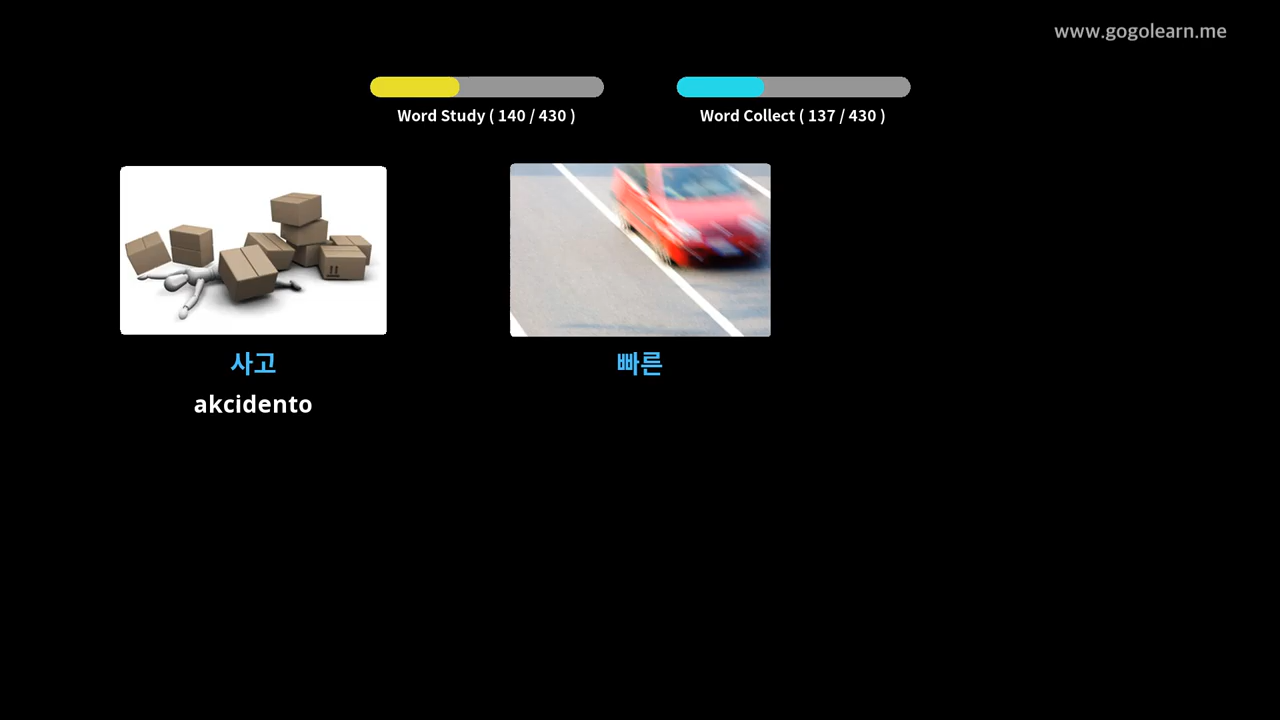 www.gogolearn.me
Word Study ( 140 / 430 )
Word Collect ( 137 / 430 )
사고
akcidento
빠른